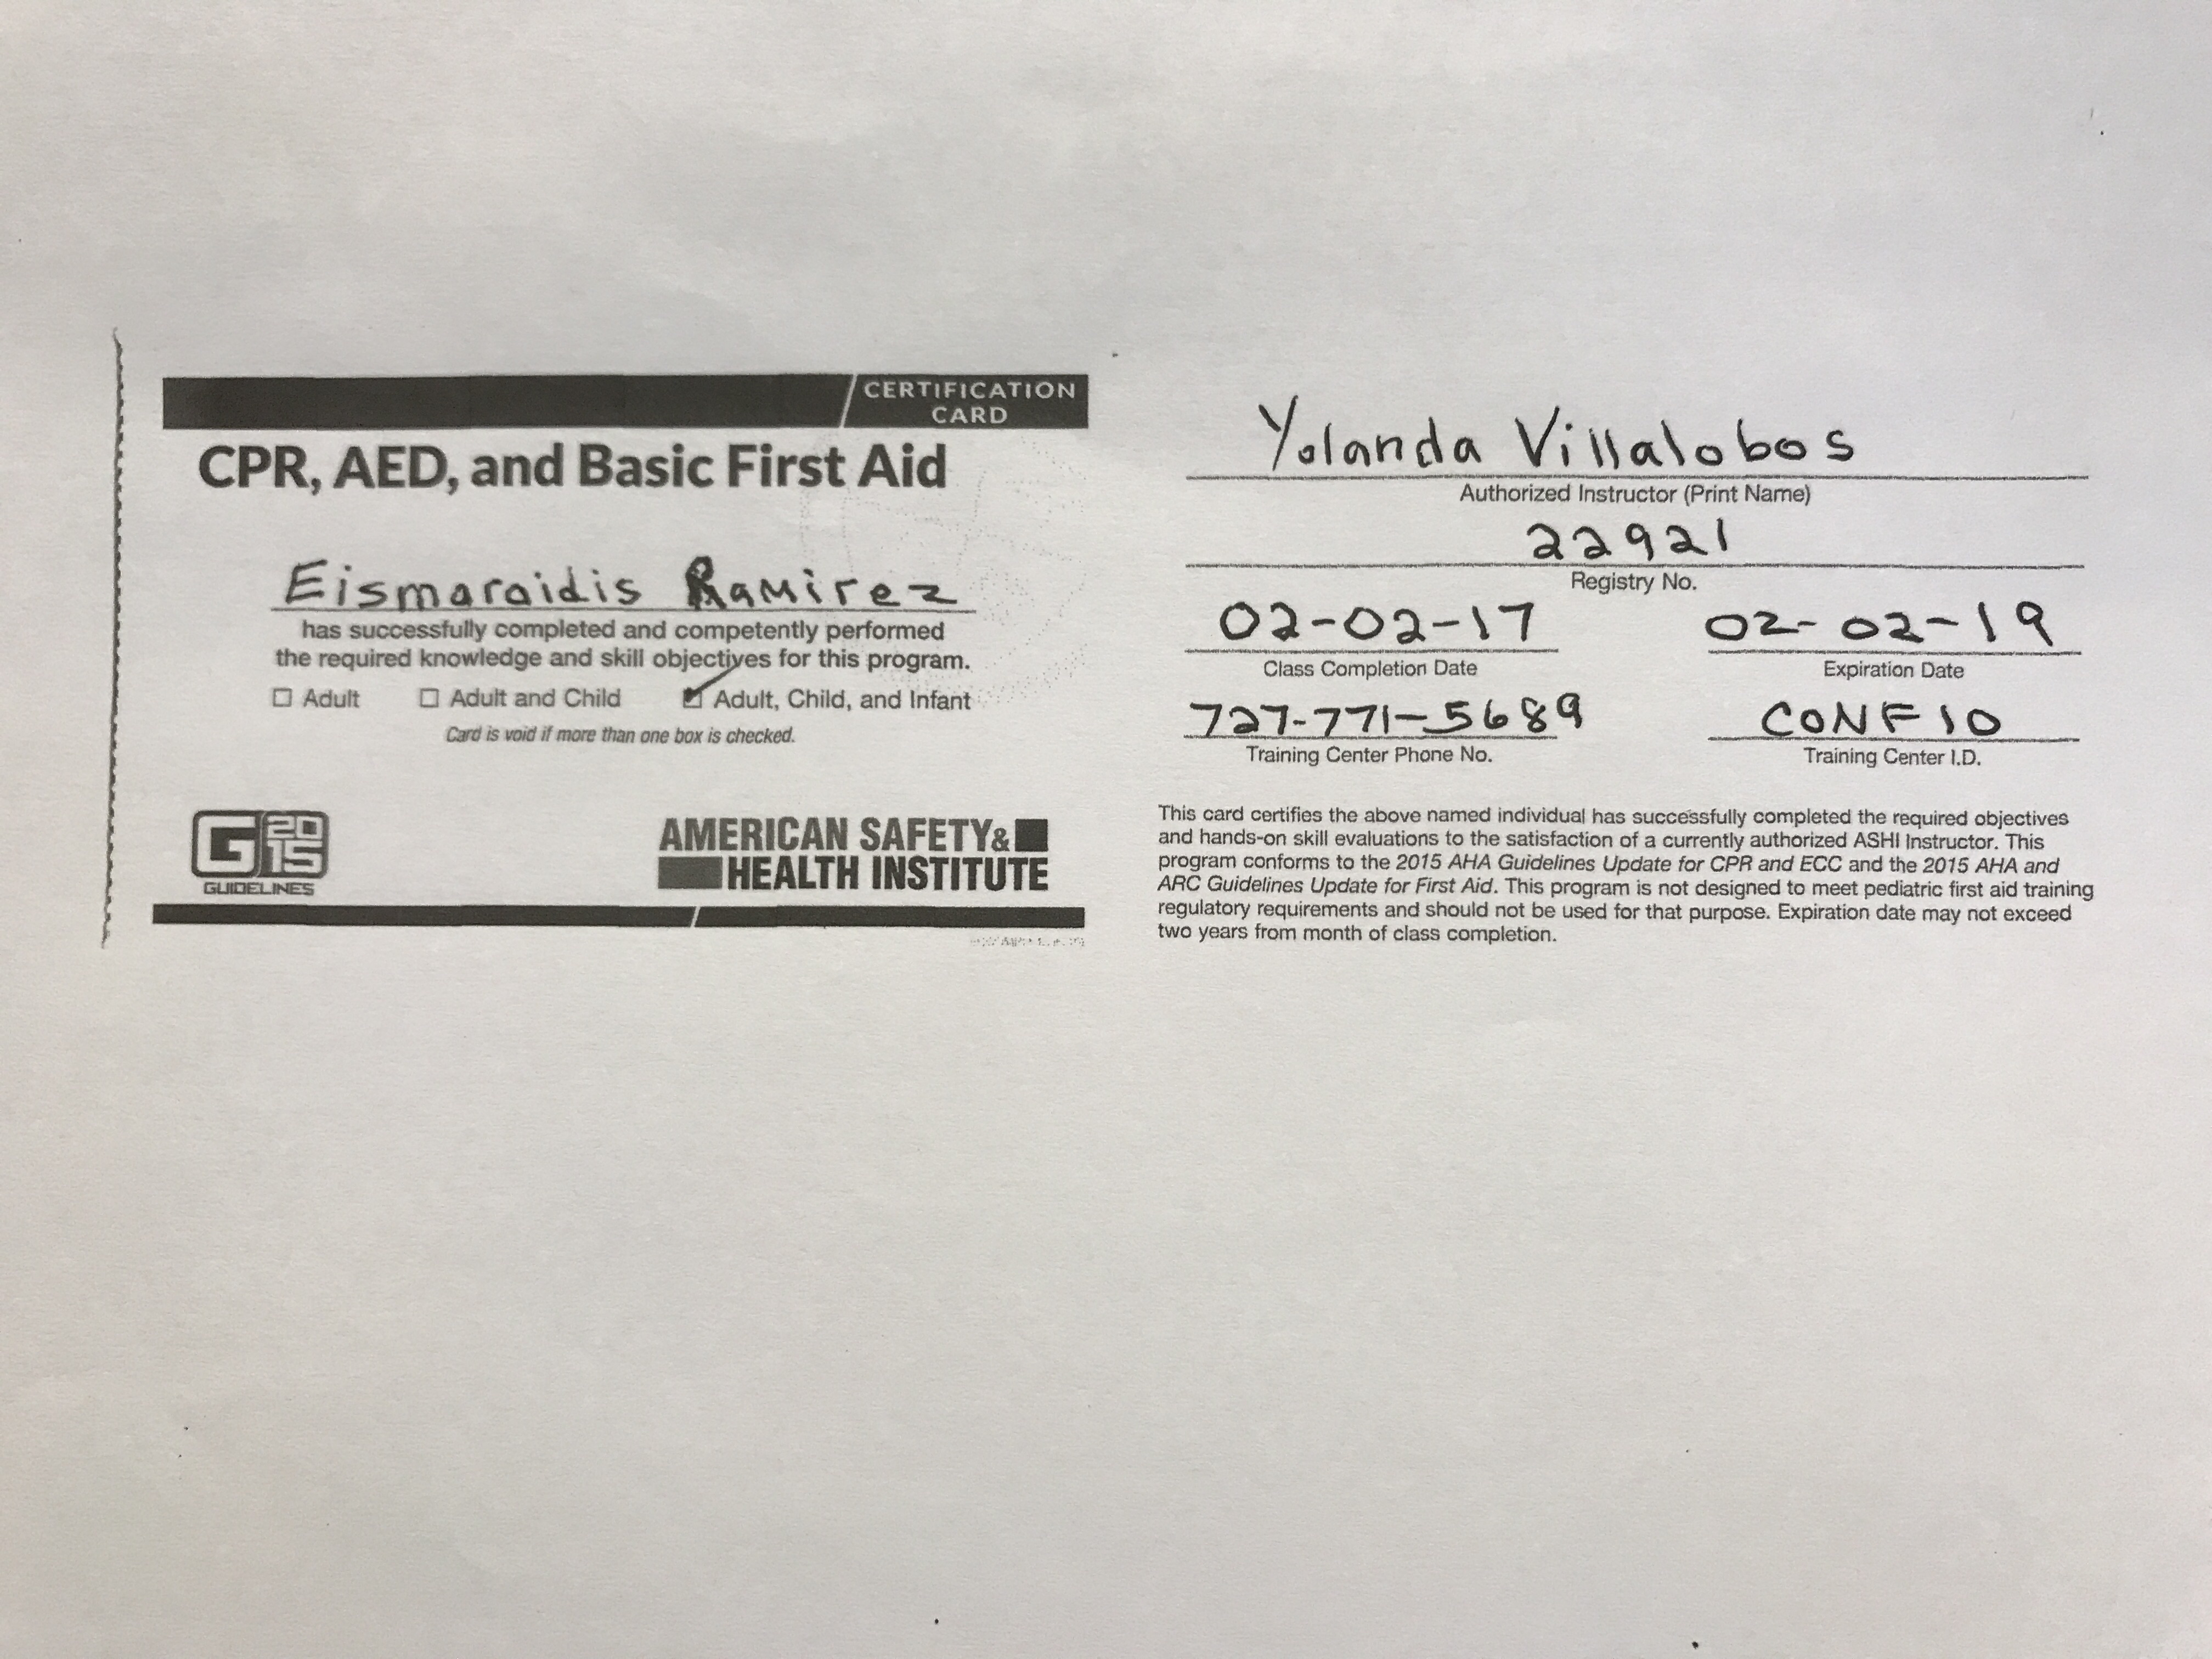 CERTIFICATION
CARD
CPR, AED, and Basic First Aid
Eismaraidis Ramirez
has successfully completed and competently performed
the required knowledge and skill objectives for this program.
☐ Adult ☐ Adult and Child ☑ Adult, Child, and Infant
Card is void if more than one box is checked.
G2015
GUIDELINES
AMERICAN SAFETY&
HEALTH INSTITUTE
Yolanda Villalobos
Authorized Instructor (Print Name)
22921
Registry No.
02-02-17 02-02-19
Class Completion Date Expiration Date
727-771-5689 CONF10
Training Center Phone No. Training Center I.D.
This card certifies the above named individual has successfully completed the required objectives
and hands-on skill evaluations to the satisfaction of a currently authorized ASHI Instructor. This
program conforms to the 2015 AHA Guidelines Update for CPR and ECC and the 2015 AHA and
ARC Guidelines Update for First Aid. This program is not designed to meet pediatric first aid training
regulatory requirements and should not be used for that purpose. Expiration date may not exceed
two years from month of class completion.